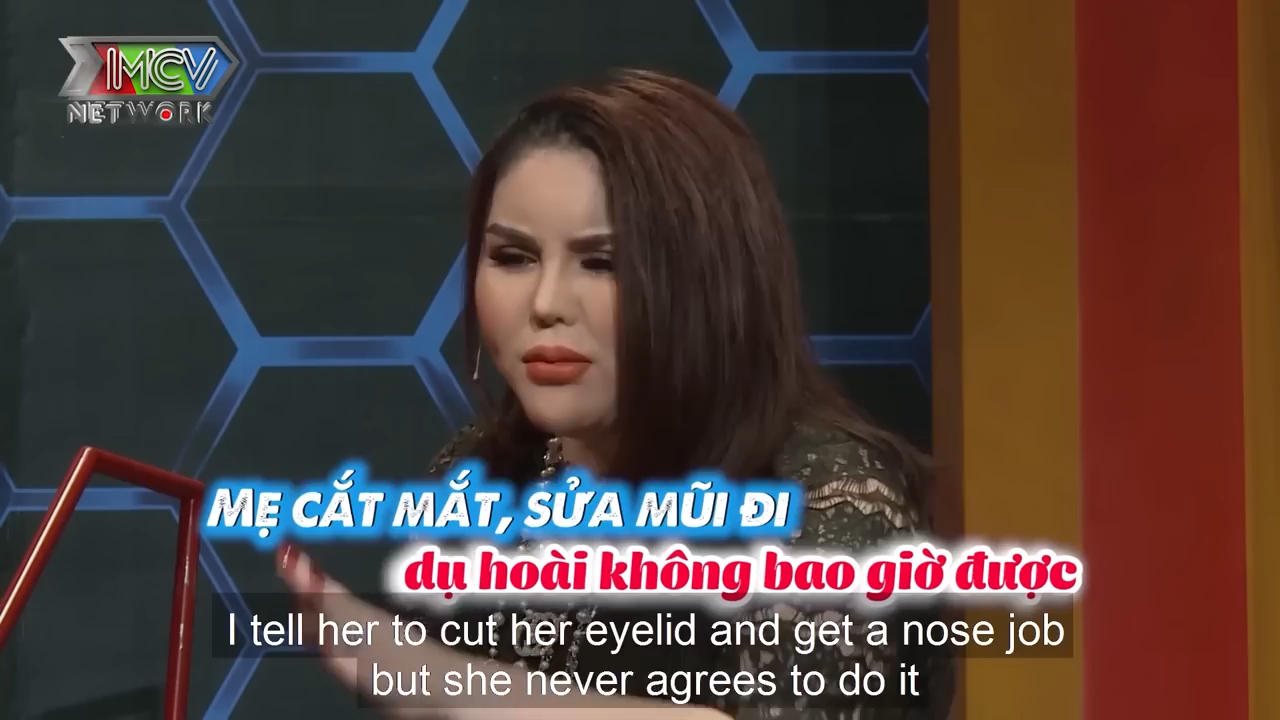 MCV
NETWORK
MẸ CẮT MẮT, SỬA MŨI ĐI
dụ hoài không bao giờ được
I tell her to cut her eyelid and get a nose job
but she never agrees to do it